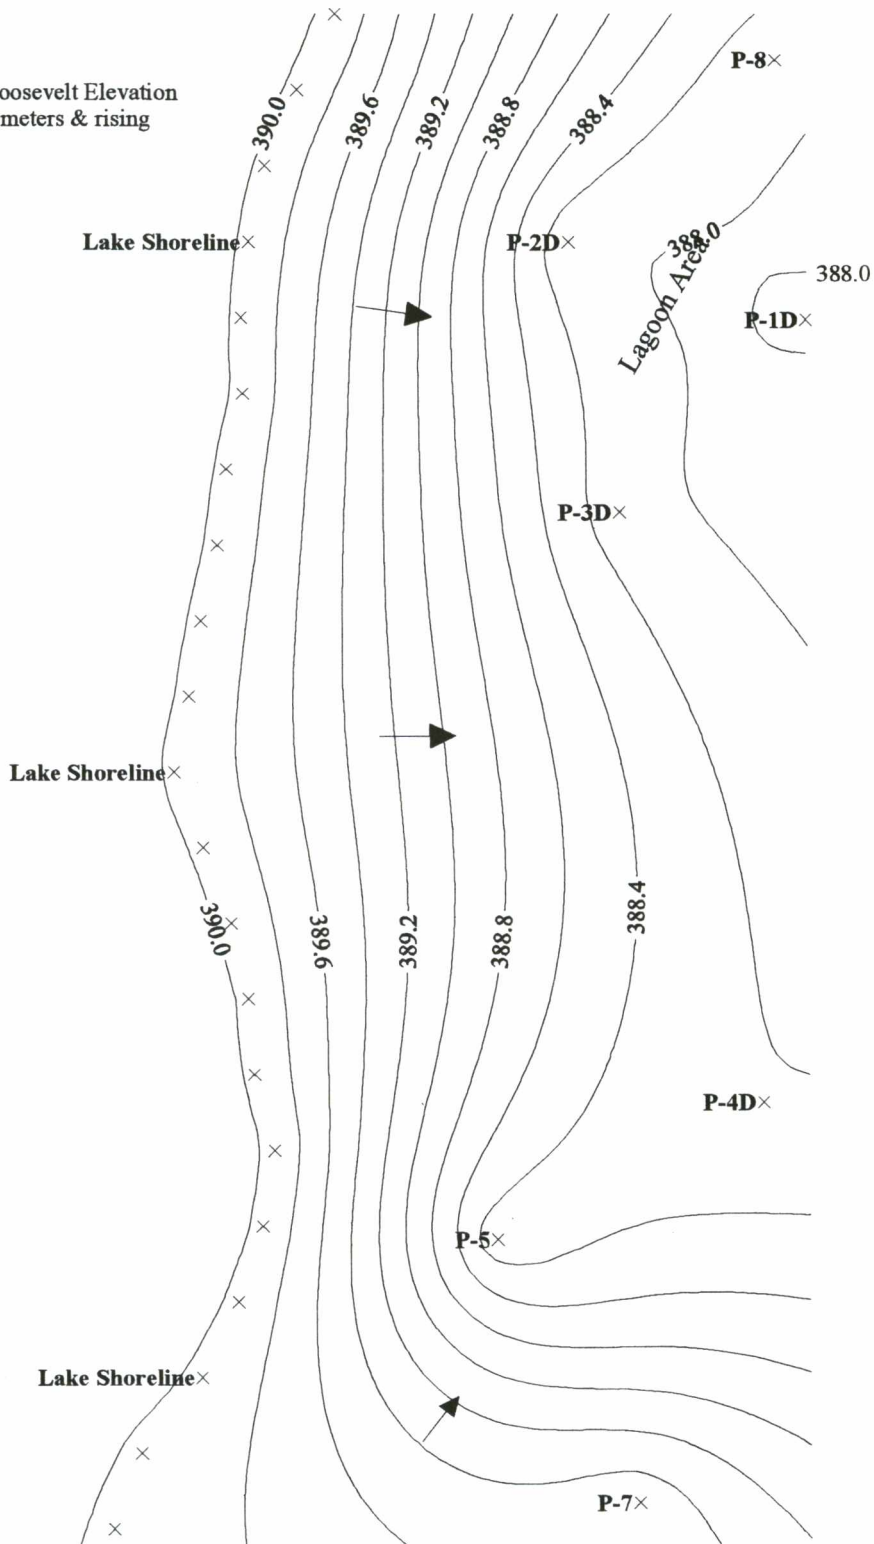 P-8×
oosevelt Elevation
meters & rising
390.0
389.6
389.2
388.8
388.4
Lake Shoreline×
P-2D×
388.0
Lagoon Area
388.0
P-1D×
P-3D×
Lake Shoreline×
390.0
389.6
389.2
388.8
388.4
P-4D×
P-5×
Lake Shoreline×
P-7×